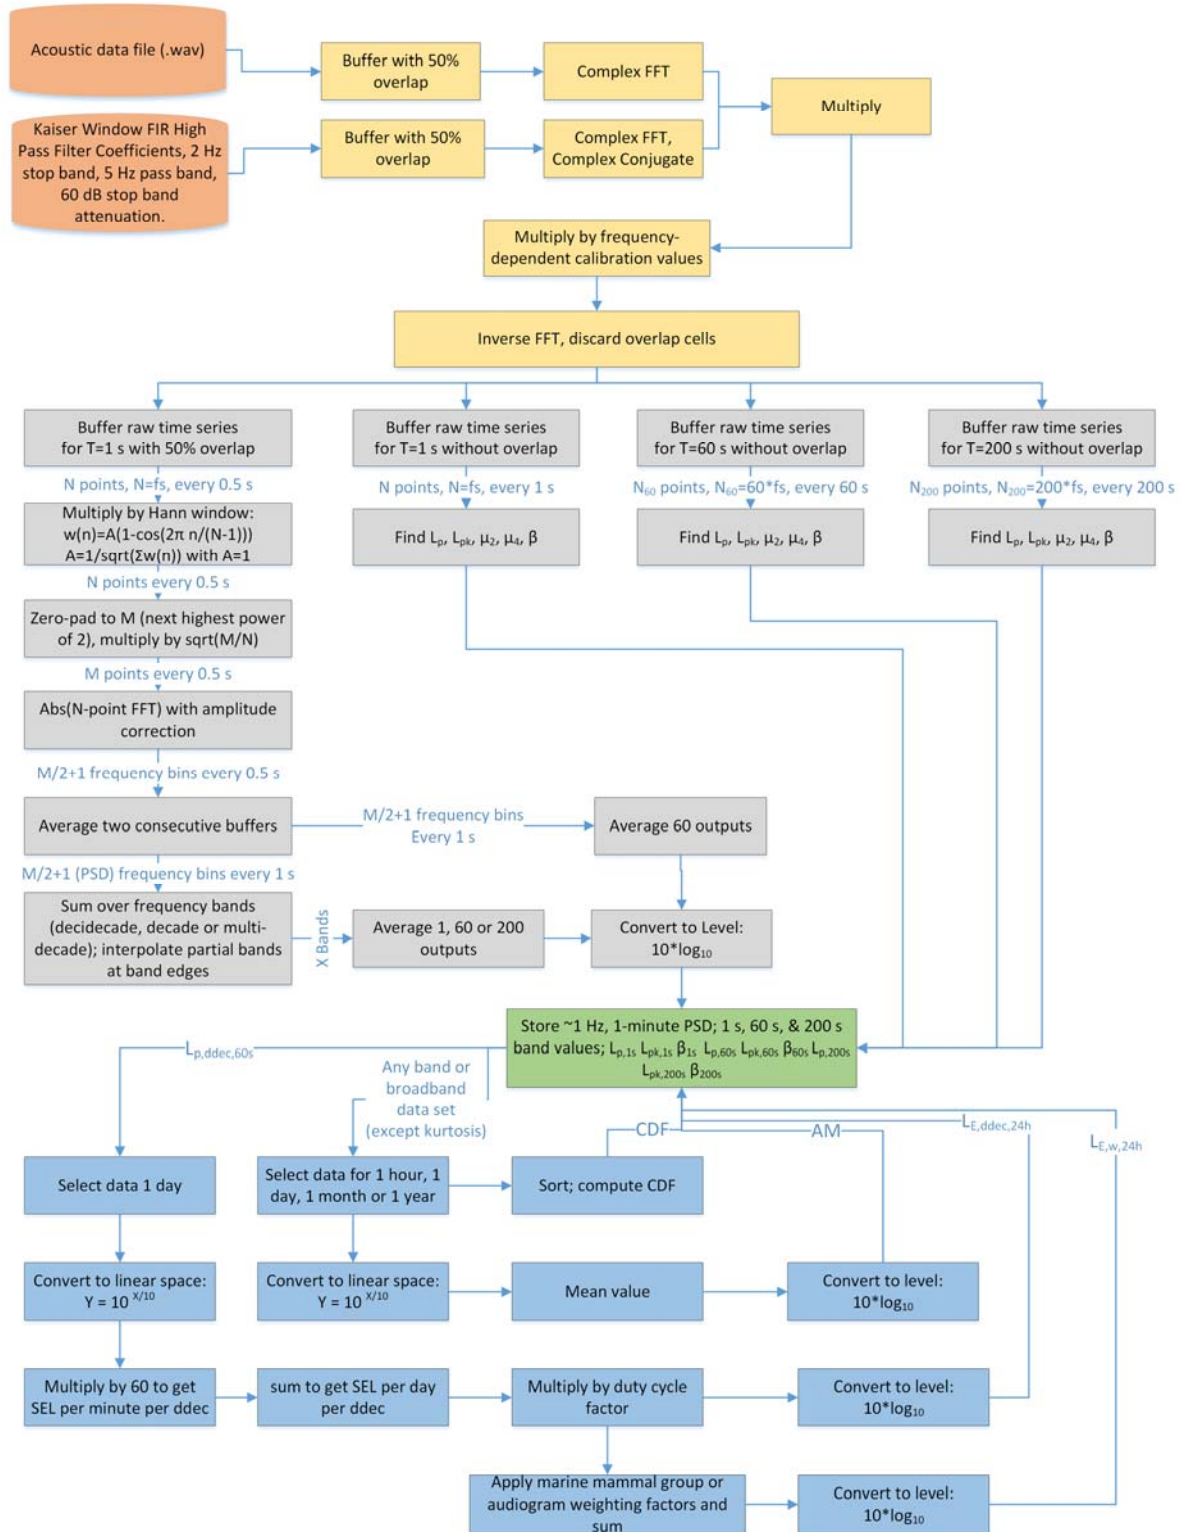 Acoustic data file (.wav)
Buffer with 50%
overlap
Complex FFT
Multiply
Kaiser Window FIR High
Pass Filter Coefficients, 2 Hz
stop band, 5 Hz pass band,
60 dB stop band
attenuation.
Buffer with 50%
overlap
Complex FFT,
Complex Conjugate
Multiply by frequency-
dependent calibration values
Inverse FFT, discard overlap cells
Buffer raw time series
for T=1 s with 50% overlap
Buffer raw time series
for T=1 s without overlap
Buffer raw time series
for T=60 s without overlap
Buffer raw time series
for T=200 s without overlap
N points, N=fs, every 0.5 s
N points, N=fs, every 1 s
N₆₀ points, N₆₀=60*fs, every 60 s
N₂₀₀ points, N₂₀₀=200*fs, every 200 s
Multiply by Hann window:
w(n)=A(1-cos(2π n/(N-1)))
A=1/sqrt(Σw(n)) with A=1
Find Lₚ, Lₚₖ, μ₂, μ₄, β
Find Lₚ, Lₚₖ, μ₂, μ₄, β
Find Lₚ, Lₚₖ, μ₂, μ₄, β
N points every 0.5 s
Zero-pad to M (next highest power
of 2), multiply by sqrt(M/N)
M points every 0.5 s
Abs(N-point FFT) with amplitude
correction
M/2+1 frequency bins every 0.5 s
Average two consecutive buffers
M/2+1 frequency bins
Every 1 s
Average 60 outputs
M/2+1 (PSD) frequency bins every 1 s
Sum over frequency bands
(decidecade, decade or multi-
decade); interpolate partial bands
at band edges
X Bands
Average 1, 60 or 200
outputs
Convert to Level:
10*log₁₀
Store ~1 Hz, 1-minute PSD; 1 s, 60 s, & 200 s
band values; Lp,1s Lpk,1s β1s Lp,60s Lpk,60s β60s Lp,200s
Lpk,200s β200s
Lp,ddec,60s
Any band or
broadband
data set
(except kurtosis)
CDF
AM
LE,ddec,24h
LE,w,24h
Select data 1 day
Select data for 1 hour, 1
day, 1 month or 1 year
Sort; compute CDF
Convert to linear space:
Y = 10 ^X/10
Convert to linear space:
Y = 10 ^X/10
Mean value
Convert to level:
10*log₁₀
Multiply by 60 to get
SEL per minute per ddec
sum to get SEL per day
per ddec
Multiply by duty cycle
factor
Convert to level:
10*log₁₀
Apply marine mammal group or
audiogram weighting factors and
sum
Convert to level:
10*log₁₀